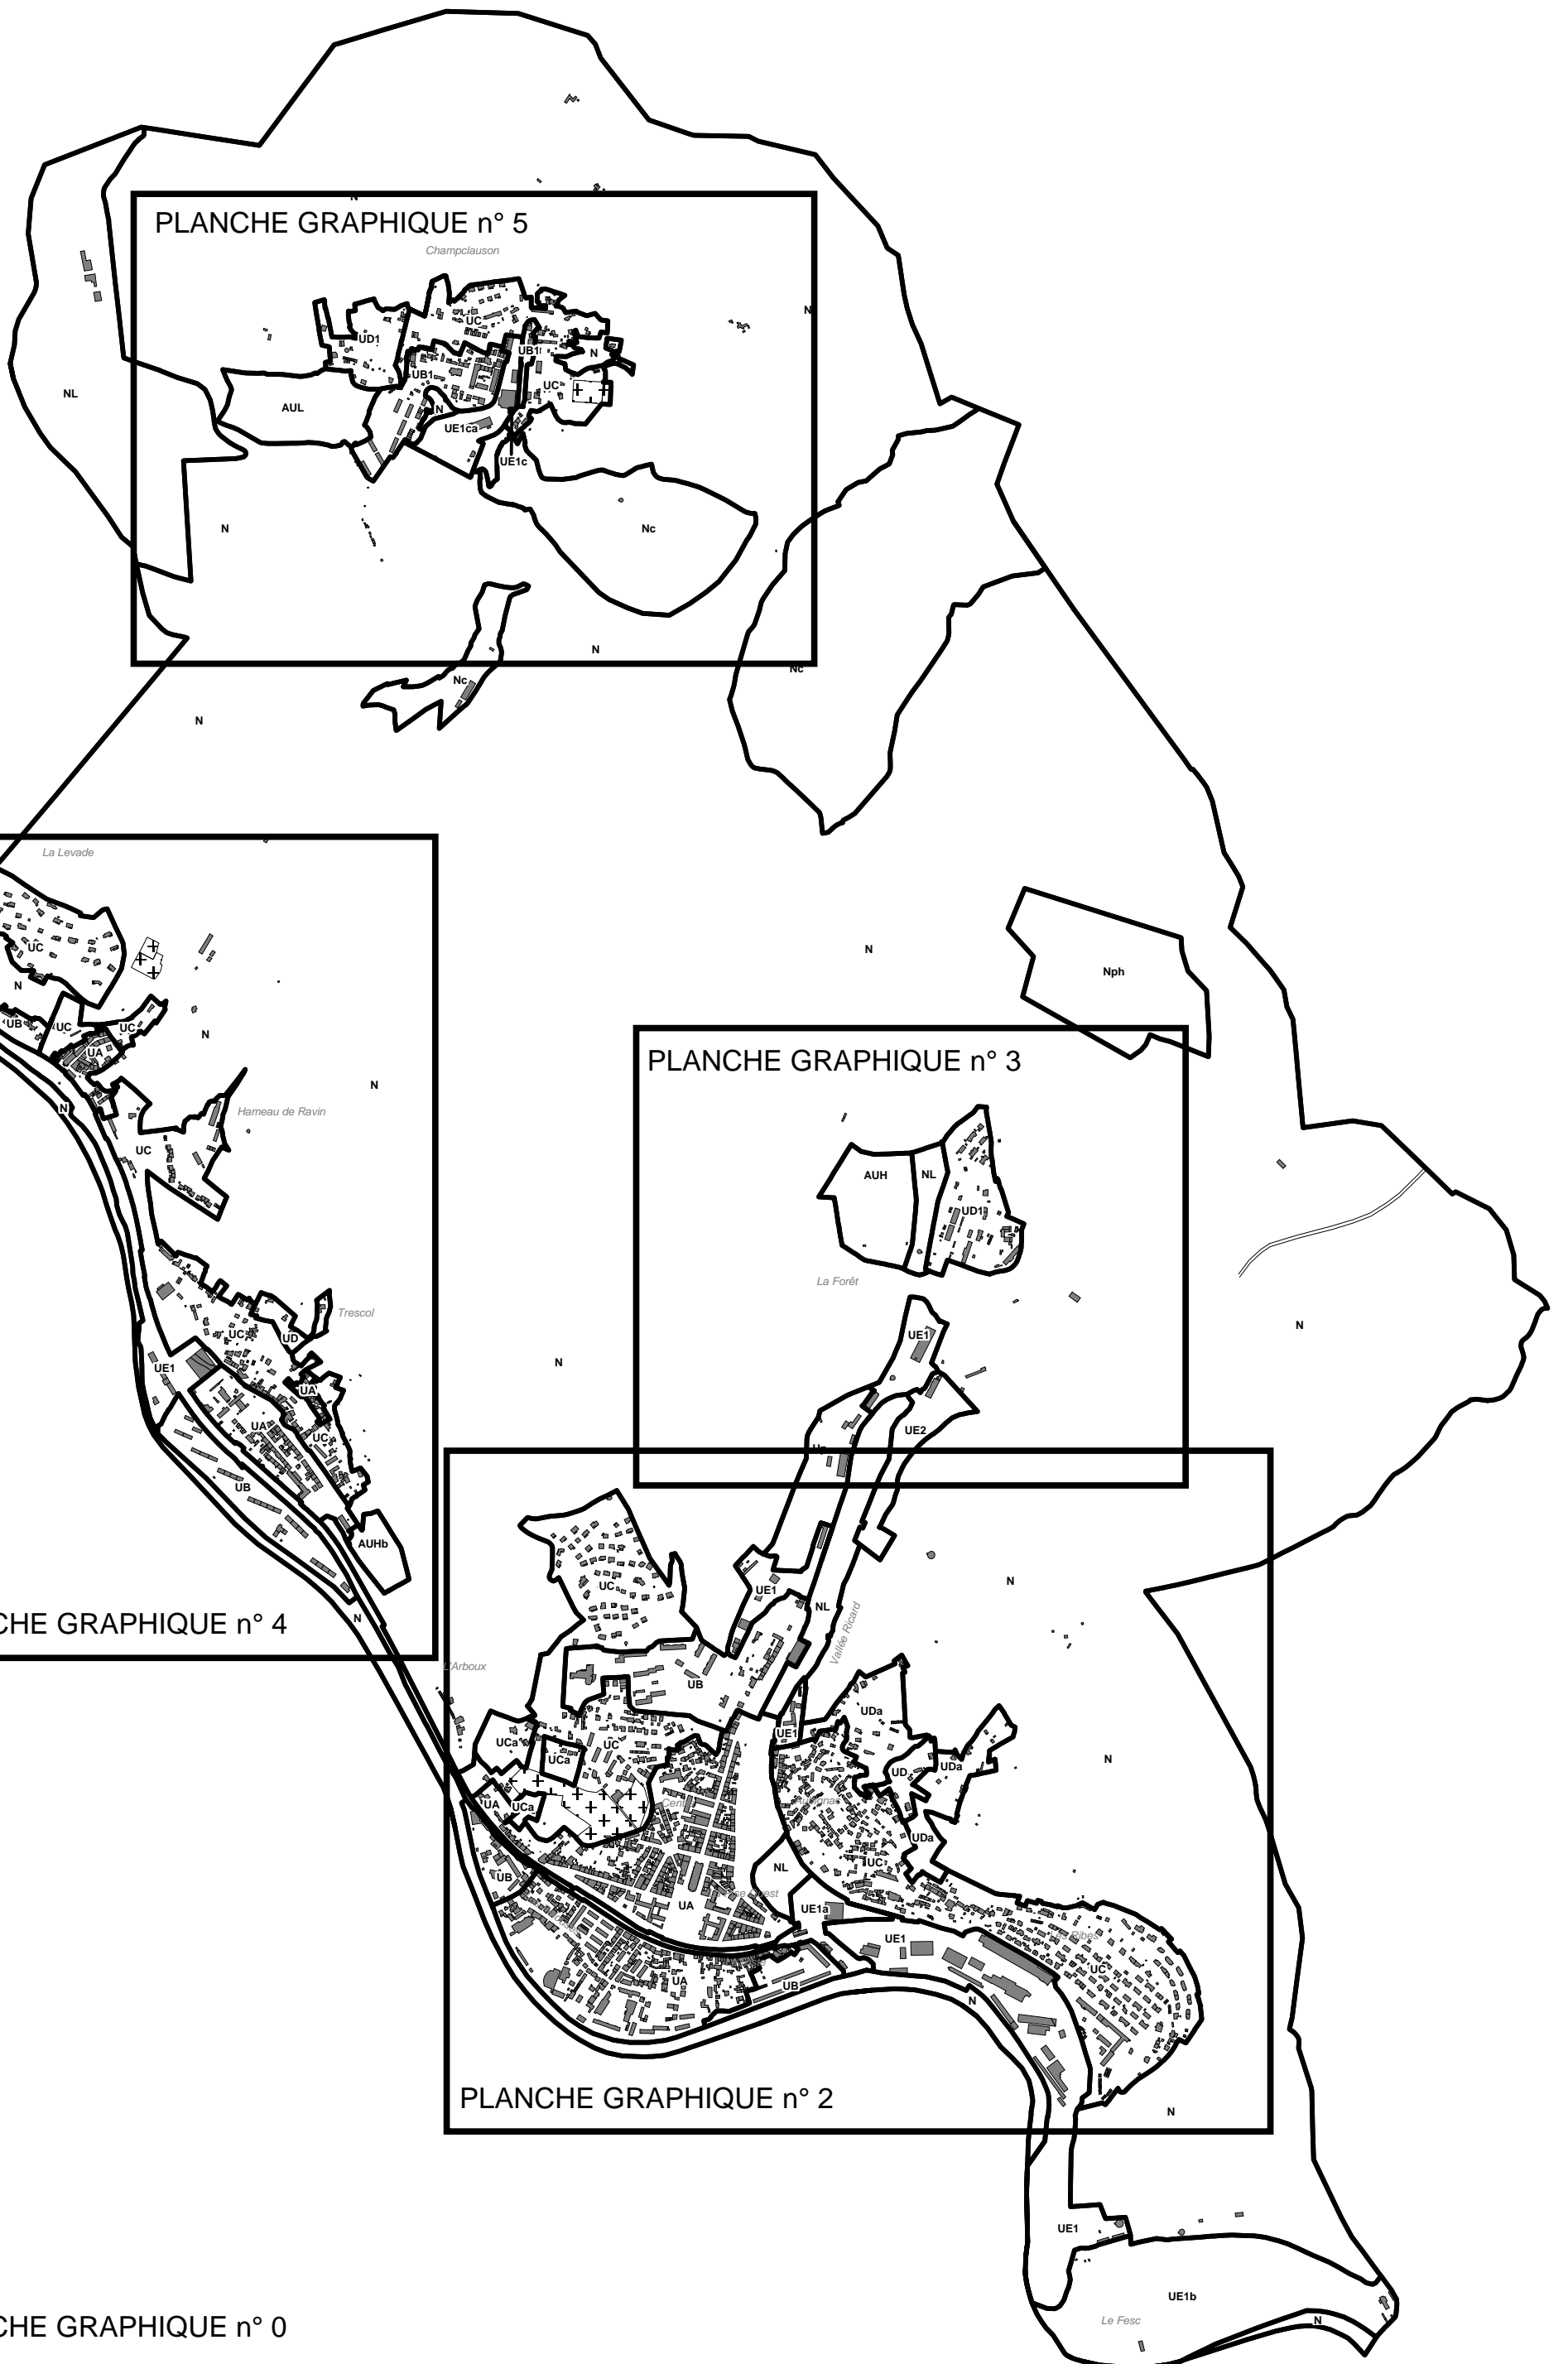 N
PLANCHE GRAPHIQUE n° 5
Champclauson
N
UC
UD1
UB1
N
UB1
UC
NL
AUL
N
UE1ca
UE1c
N
Nc
N
Nc
Nc
N
La Levade
UC
N
Nph
N
UB
UC
UC
N
UA
PLANCHE GRAPHIQUE n° 3
N
N
Hameau de Ravin
UC
AUH
NL
UD1
La Forêt
Trescol
N
UC
UD
UE1
N
UE1
UA
UA
UC
UE2
UB
AUHb
N
UC
UE1
NL
Vallée Ricard
CHE GRAPHIQUE n° 4
N
L'Arboux
UB
UDa
UE1
UCa
UC
UCa
N
UDa
UD
UA
UCa
UDa
UC
NL
UB
UA
UE1a
UE1
Les Ribes
UC
UA
UB
N
PLANCHE GRAPHIQUE n° 2
N
UE1
UE1b
Le Fesc
N
CHE GRAPHIQUE n° 0